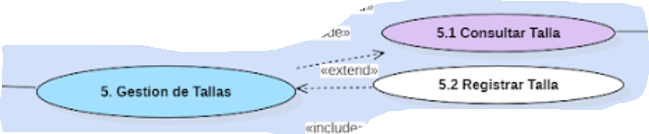 5.1 Consultar Talla
«extend»
5. Gestion de Tallas
5.2 Registrar Talla